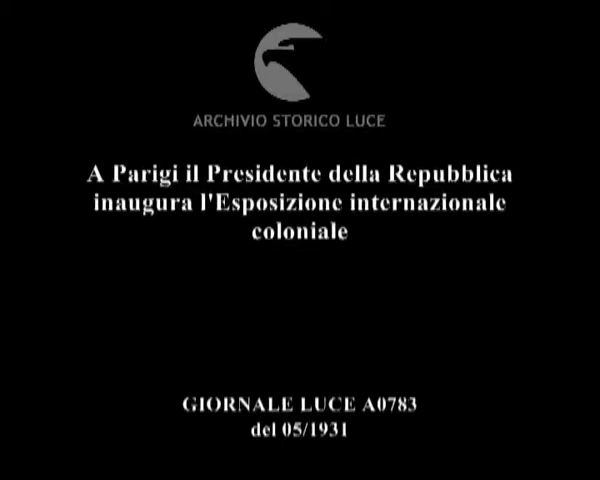 ARCHIVIO STORICO LUCE
A Parigi il Presidente della Repubblica
inaugura l'Esposizione internazionale
coloniale
GIORNALE LUCE A0783
del 05/1931